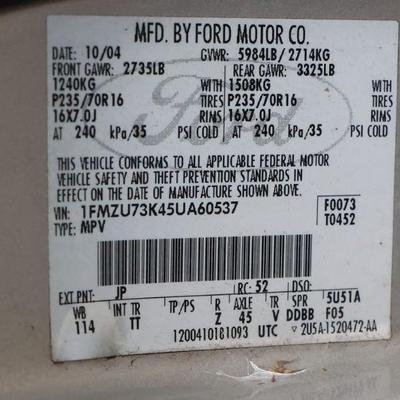 MFD. BY FORD MOTOR CO.
DATE: 10/04 GVWR: 5984LB/2714KG
FRONT GAWR: 2735LB REAR GAWR: 3325LB
1240KG WITH 1508KG WITH
P235/70R16 TIRES P235/70R16 TIRES
16X7.0J RIMS 16X7.0J RIMS
AT 240 kPa/35 PSI COLD AT 240 kPa/35 PSI COLD
THIS VEHICLE CONFORMS TO ALL APPLICABLE FEDERAL MOTOR
VEHICLE SAFETY AND THEFT PREVENTION STANDARDS IN
EFFECT ON THE DATE OF MANUFACTURE SHOWN ABOVE.
VIN: 1FMZU73K45UA60537 F0073
TYPE: MPV T0452
EXT PNT: JP RC: 52 DSO:
WB INT TR TP/PS R AXLE TR SPR 5U51A
114 TT Z 45 V DDBB F05
1200410181093 UTC 2U5A-1520472-AA
Ford